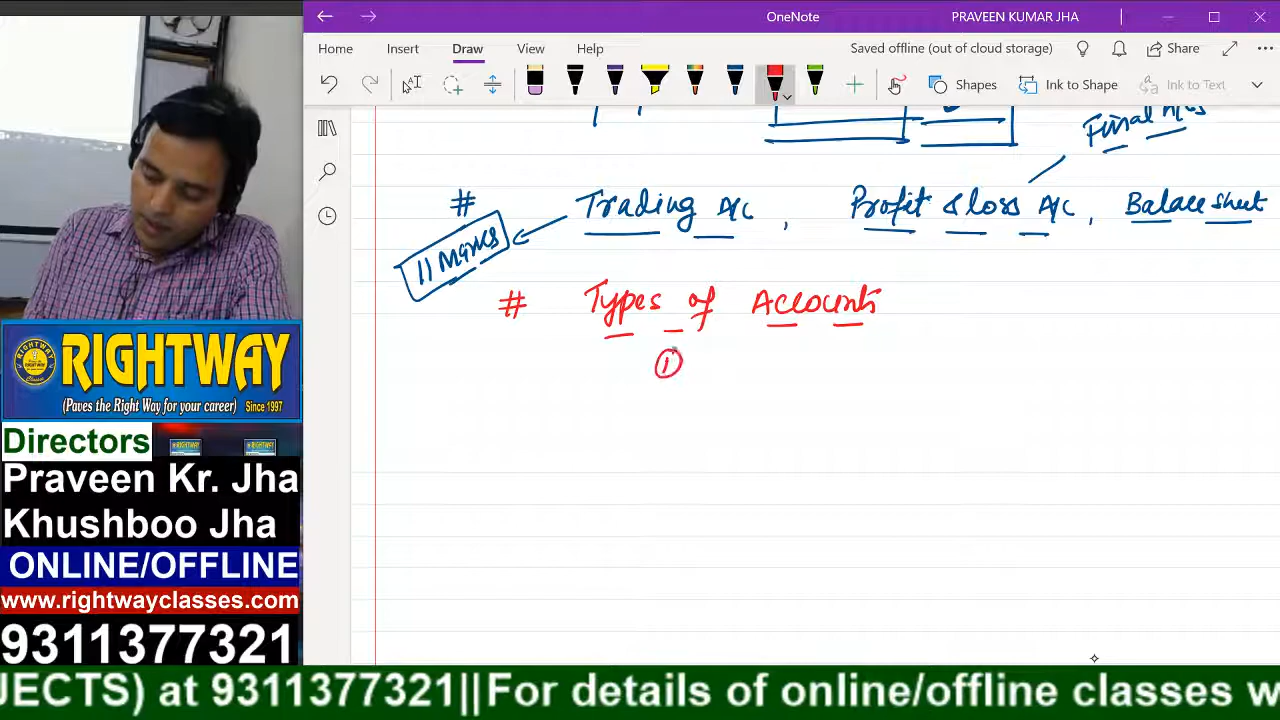 OneNote
PRAVEEN KUMAR JHA
Home Insert Draw View Help
Saved offline (out of cloud storage)
Share
Shapes
Ink to Shape
Ink to Text
Final A/cs
# Trading A/C , Profit & loss A/C , Balace sheet
11 Marks
# Types of Accounts
①
RIGHTWAY
(Paves the Right Way for your career) Since 1997
Directors
Praveen Kr. Jha
Khushboo Jha
ONLINE/OFFLINE
www.rightwayclasses.com
9311377321
JECTS) at 9311377321||For details of online/offline classes w